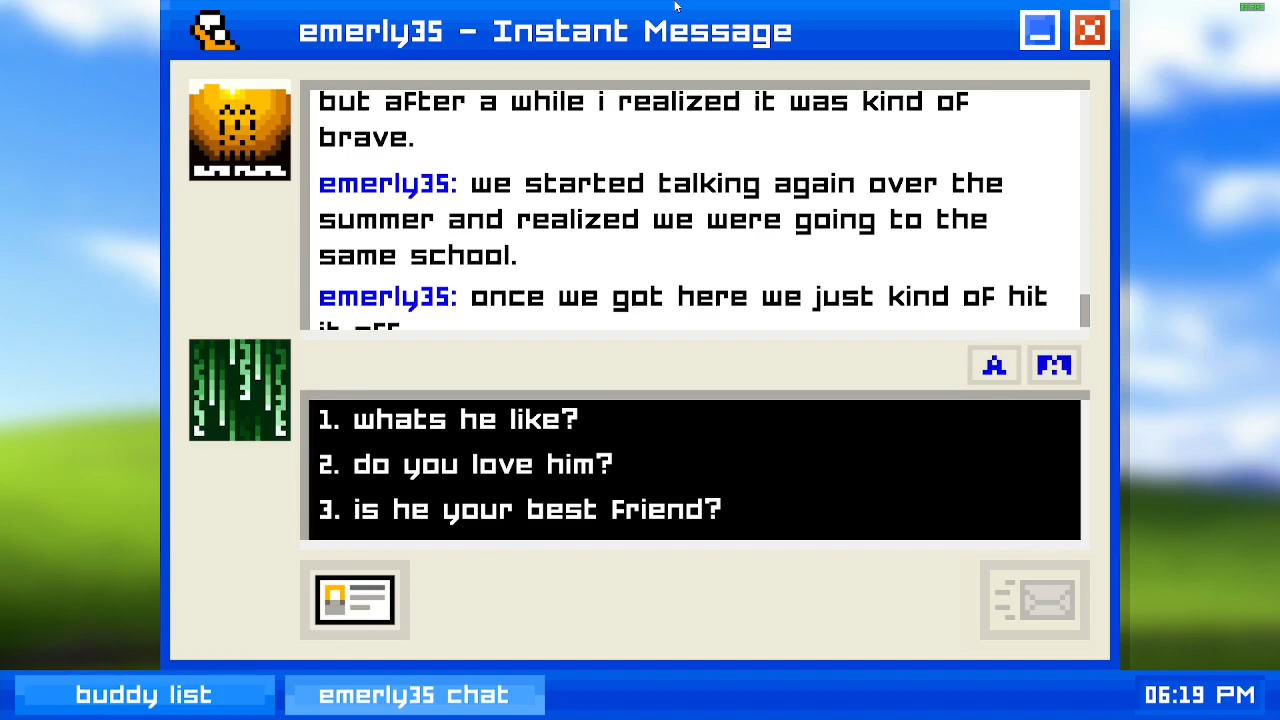 emerly35 - Instant Message
but after a while i realized it was kind of
brave.
emerly35: we started talking again over the
summer and realized we were going to the
same school.
emerly35: once we got here we just kind of hit
it off
A
1. whats he like?
2. do you love him?
3. is he your best friend?
buddy list
emerly35 chat
06:19 PM